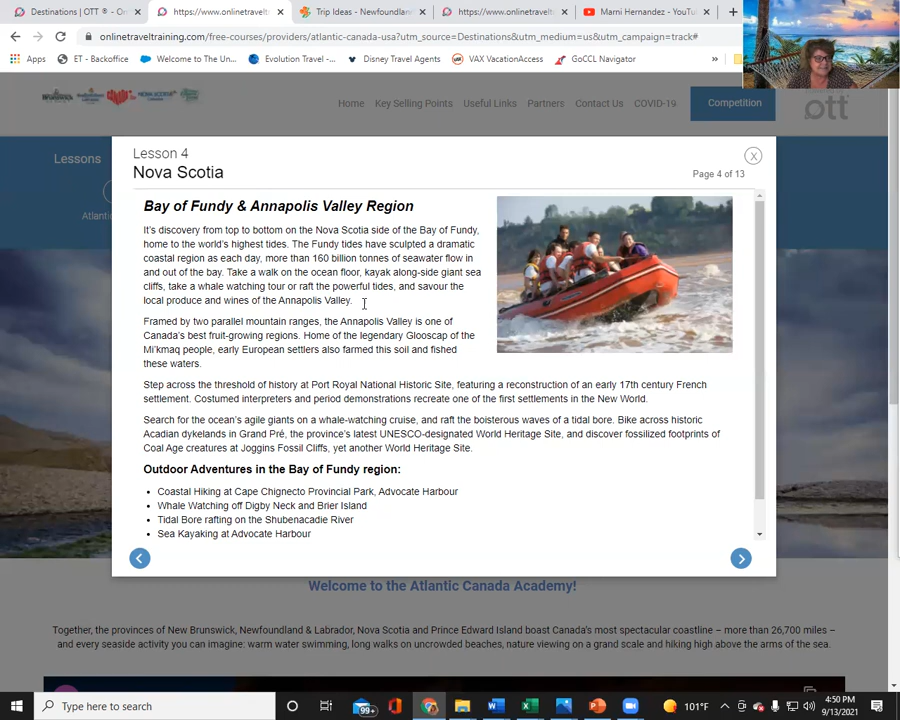 Destinations | OTT ® - Or
https://www.onlinetravelt
Trip Ideas - Newfoundland
https://www.onlinetravelt
Marni Hernandez - YouTu
onlinetraveltraining.com/free-courses/providers/atlantic-canada-usa?utm_source=Destinations&utm_medium=us&utm_campaign=track#
Apps
ET - Backoffice
Welcome to The Un...
Evolution Travel -...
Disney Travel Agents
VAX VacationAccess
GoCCL Navigator
»
Home
Key Selling Points
Useful Links
Partners
Contact Us
COVID-19
Competition
ott
Lessons
Atlantic
Lesson 4
Nova Scotia
X
Page 4 of 13
Bay of Fundy & Annapolis Valley Region
It's discovery from top to bottom on the Nova Scotia side of the Bay of Fundy,
home to the world's highest tides. The Fundy tides have sculpted a dramatic
coastal region as each day, more than 160 billion tonnes of seawater flow in
and out of the bay. Take a walk on the ocean floor, kayak along-side giant sea
cliffs, take a whale watching tour or raft the powerful tides, and savour the
local produce and wines of the Annapolis Valley.
Framed by two parallel mountain ranges, the Annapolis Valley is one of
Canada's best fruit-growing regions. Home of the legendary Glooscap of the
Mi'kmaq people, early European settlers also farmed this soil and fished
these waters.
Step across the threshold of history at Port Royal National Historic Site, featuring a reconstruction of an early 17th century French
settlement. Costumed interpreters and period demonstrations recreate one of the first settlements in the New World.
Search for the ocean's agile giants on a whale-watching cruise, and raft the boisterous waves of a tidal bore. Bike across historic
Acadian dykelands in Grand Pré, the province's latest UNESCO-designated World Heritage Site, and discover fossilized footprints of
Coal Age creatures at Joggins Fossil Cliffs, yet another World Heritage Site.
Outdoor Adventures in the Bay of Fundy region:
• Coastal Hiking at Cape Chignecto Provincial Park, Advocate Harbour
• Whale Watching off Digby Neck and Brier Island
• Tidal Bore rafting on the Shubenacadie River
• Sea Kayaking at Advocate Harbour
Welcome to the Atlantic Canada Academy!
Together, the provinces of New Brunswick, Newfoundland & Labrador, Nova Scotia and Prince Edward Island boast Canada's most spectacular coastline – more than 26,700 miles –
and every seaside activity you can imagine: warm water swimming, long walks on uncrowded beaches, nature viewing on a grand scale and hiking high above the arms of the sea.
Type here to search
99+
101°F
4:50 PM
9/13/2021